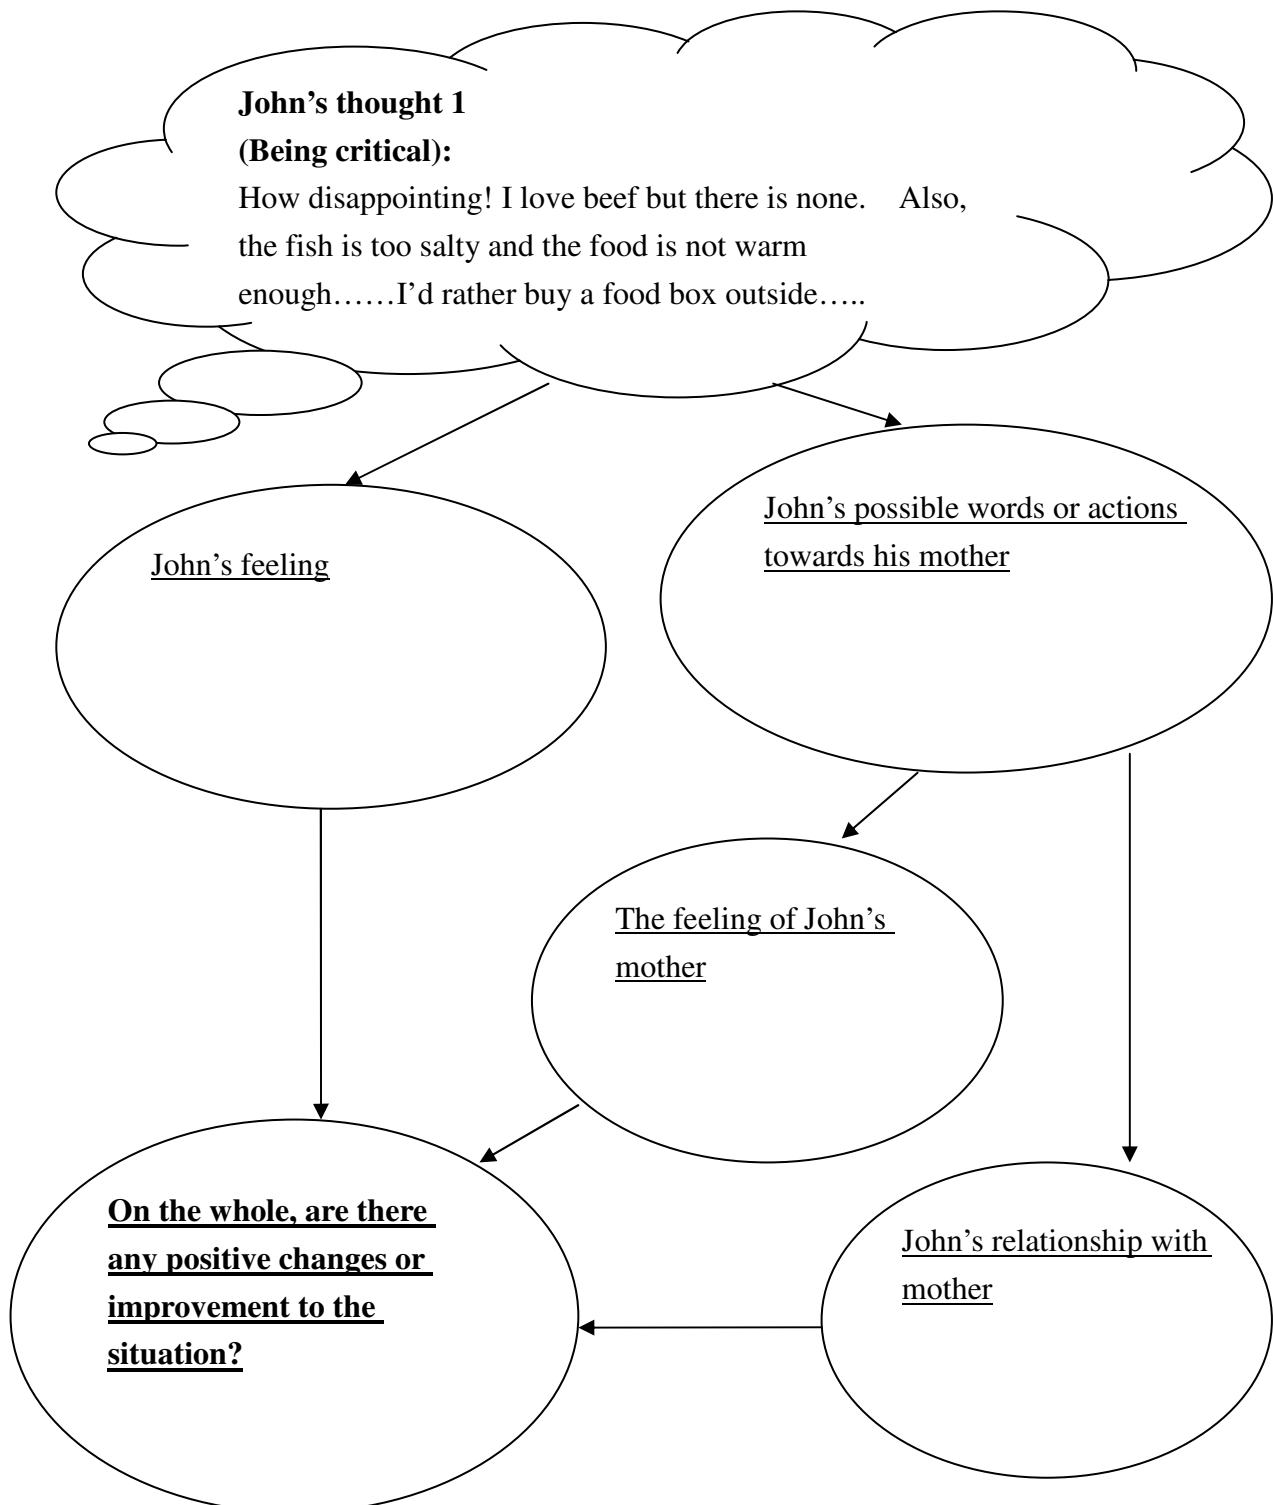 John’s thought 1
(Being critical):
How disappointing! I love beef but there is none.    Also,
the fish is too salty and the food is not warm
enough……I’d rather buy a food box outside…..
John’s feeling
John’s possible words or actions
towards his mother
The feeling of John’s
mother
On the whole, are there
any positive changes or
improvement to the
situation?
John’s relationship with
mother